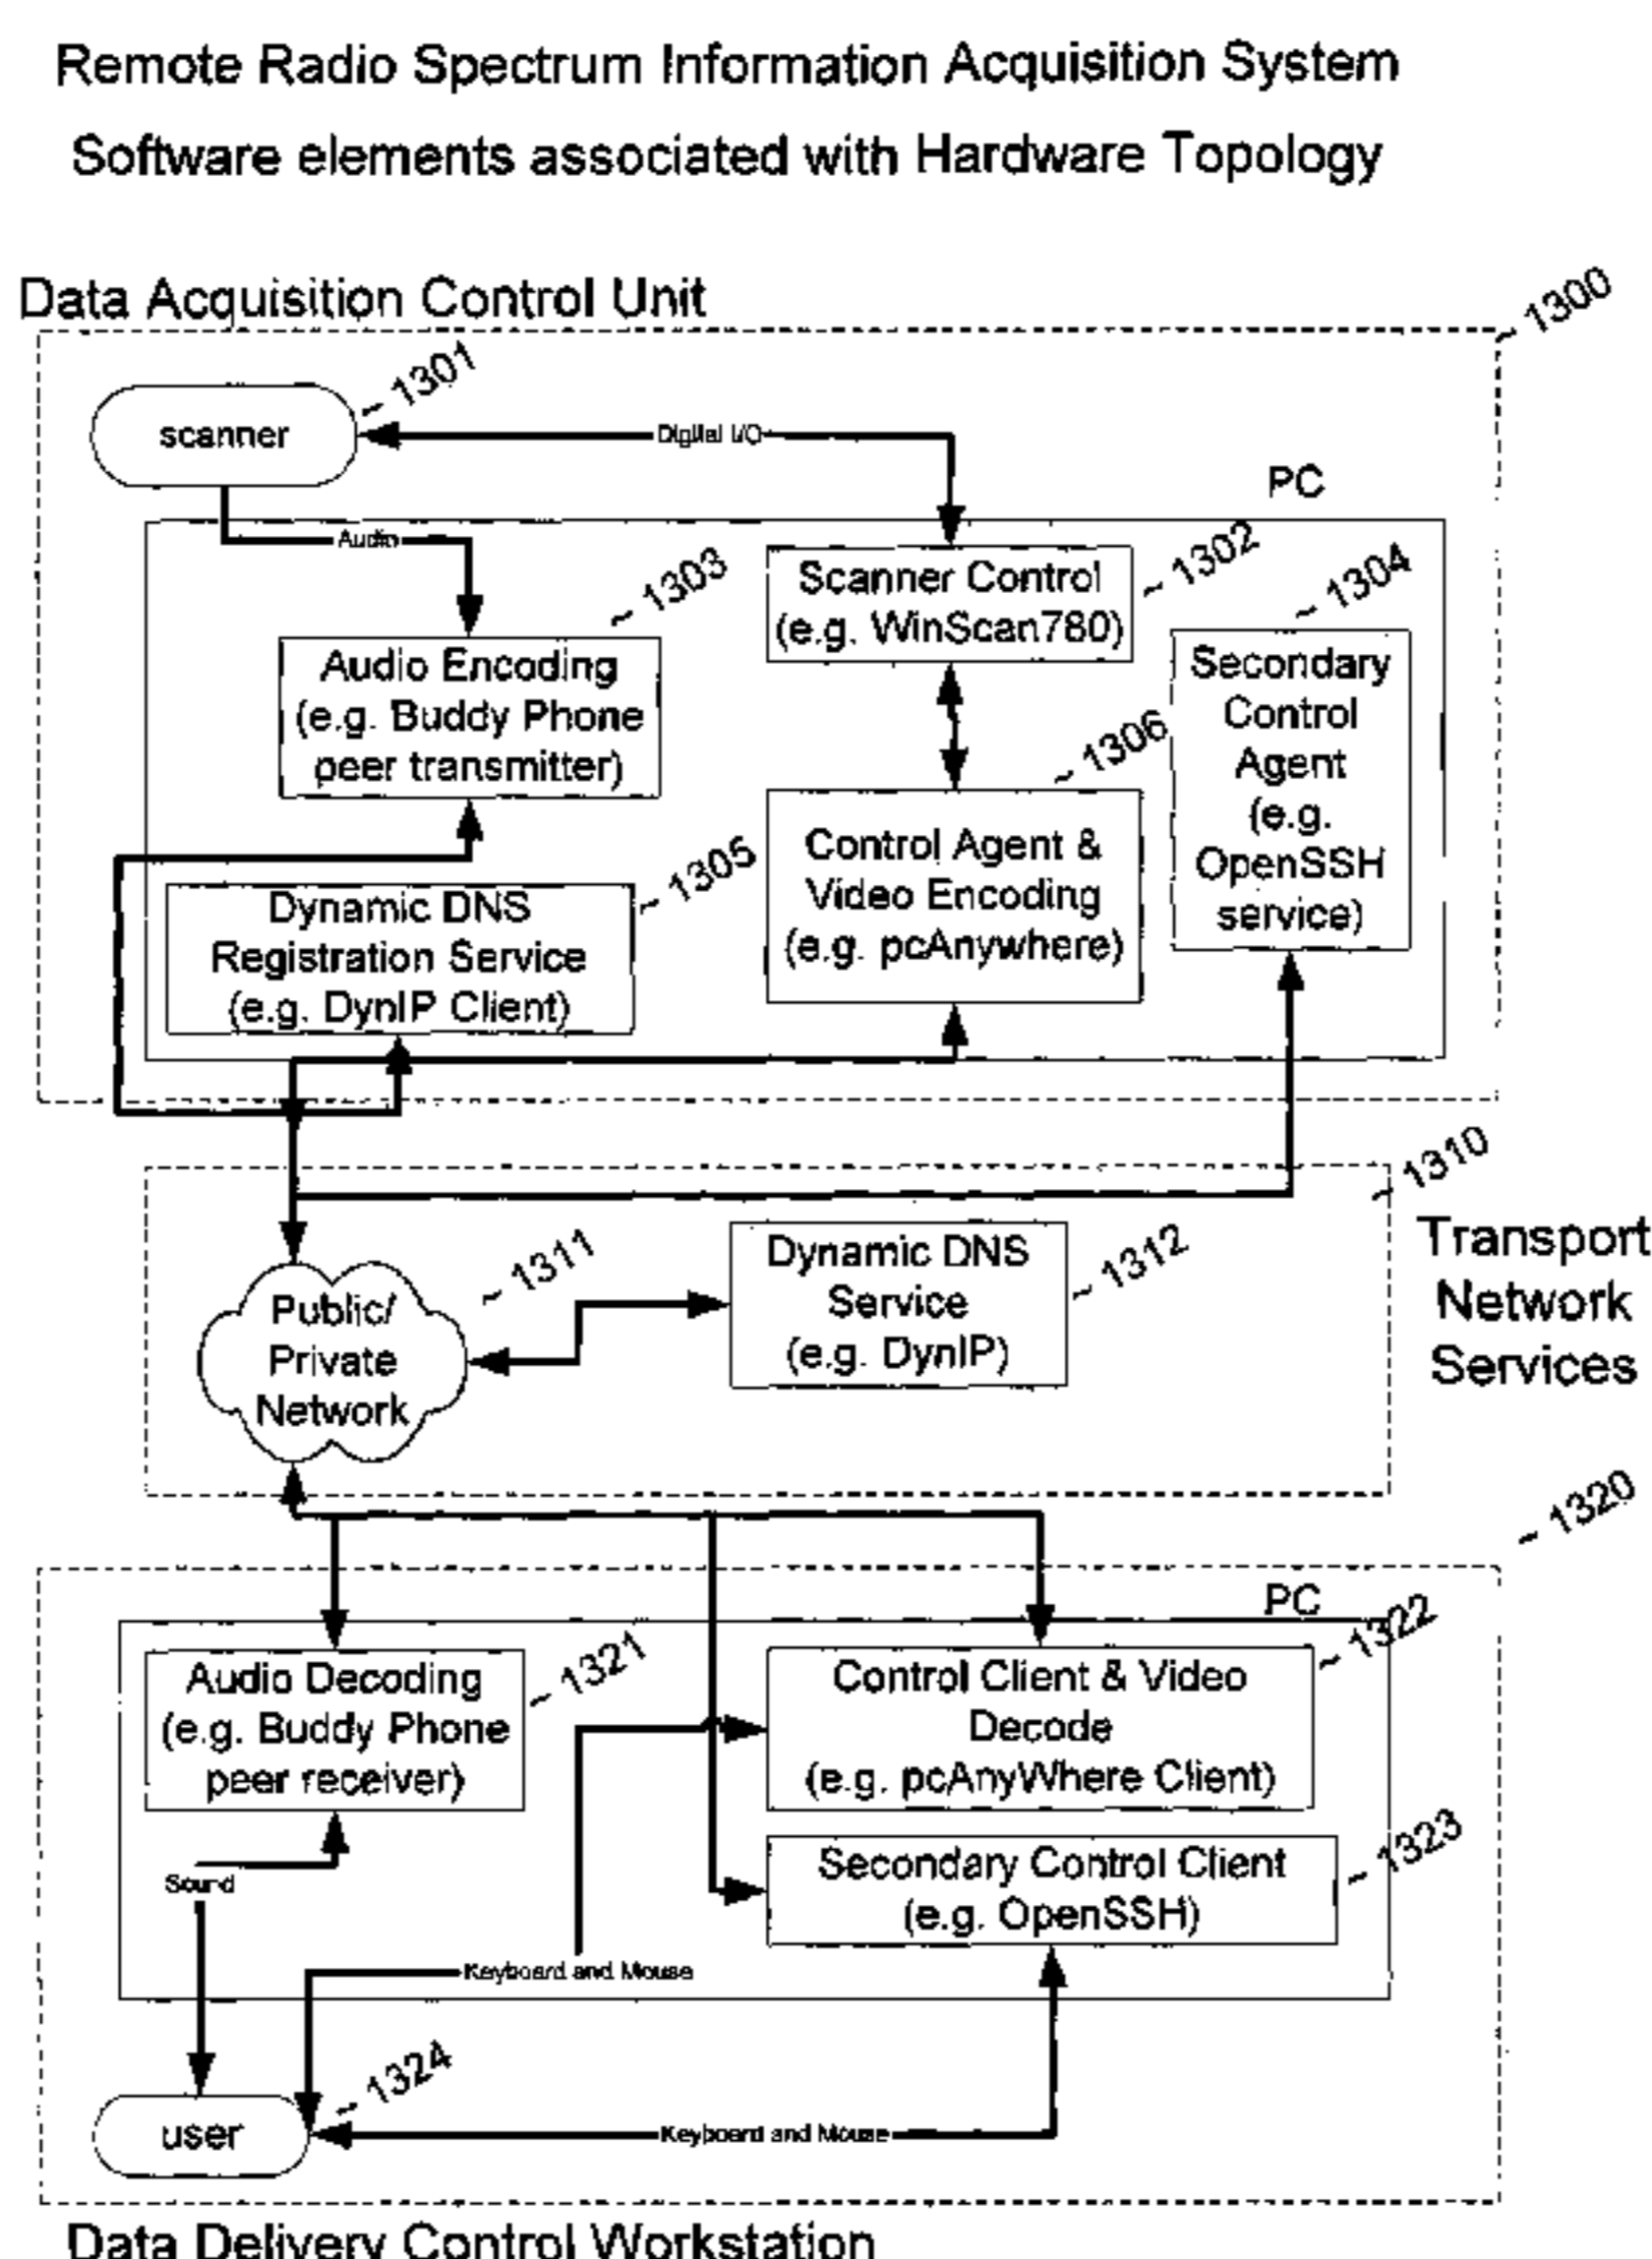 Remote Radio Spectrum Information Acquisition System
Software elements associated with Hardware Topology
Data Acquisition Control Unit
~ 1300
~ 1301
scanner
Digital I/O
PC
Audio
~ 1303
Scanner Control
(e.g. WinScan780)
~ 1302
~ 1304
Audio Encoding
(e.g. Buddy Phone
peer transmitter)
Secondary
Control
Agent
(e.g.
OpenSSH
service)
~ 1306
Control Agent &
Video Encoding
(e.g. pcAnywhere)
~ 1305
Dynamic DNS
Registration Service
(e.g. DynIP Client)
~ 1310
Transport
Network
Services
~ 1311
Public/
Private
Network
Dynamic DNS
Service
(e.g. DynIP)
~ 1312
~ 1320
PC
Audio Decoding
(e.g. Buddy Phone
peer receiver)
~ 1321
Control Client & Video
Decode
(e.g. pcAnyWhere Client)
~ 1322
Sound
Secondary Control Client
(e.g. OpenSSH)
~ 1323
Keyboard and Mouse
~ 1324
user
Keyboard and Mouse
Data Delivery Control Workstation